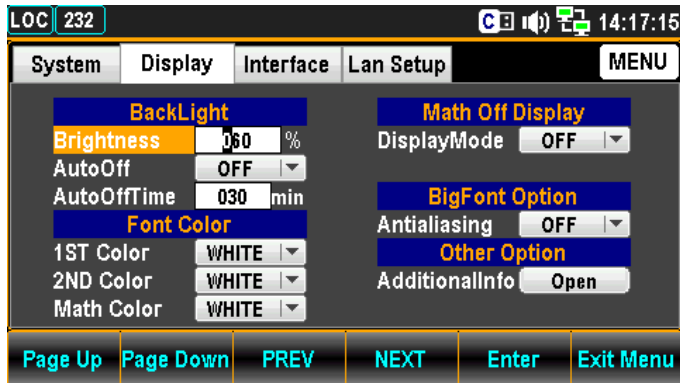 LOC 232 C 14:17:15
System Display Interface Lan Setup MENU
BackLight
Brightness 060 %
AutoOff OFF
AutoOffTime 030 min
Font Color
1ST Color WHITE
2ND Color WHITE
Math Color WHITE
Math Off Display
DisplayMode OFF
BigFont Option
Antialiasing OFF
Other Option
AdditionalInfo Open
Page Up Page Down PREV NEXT Enter Exit Menu